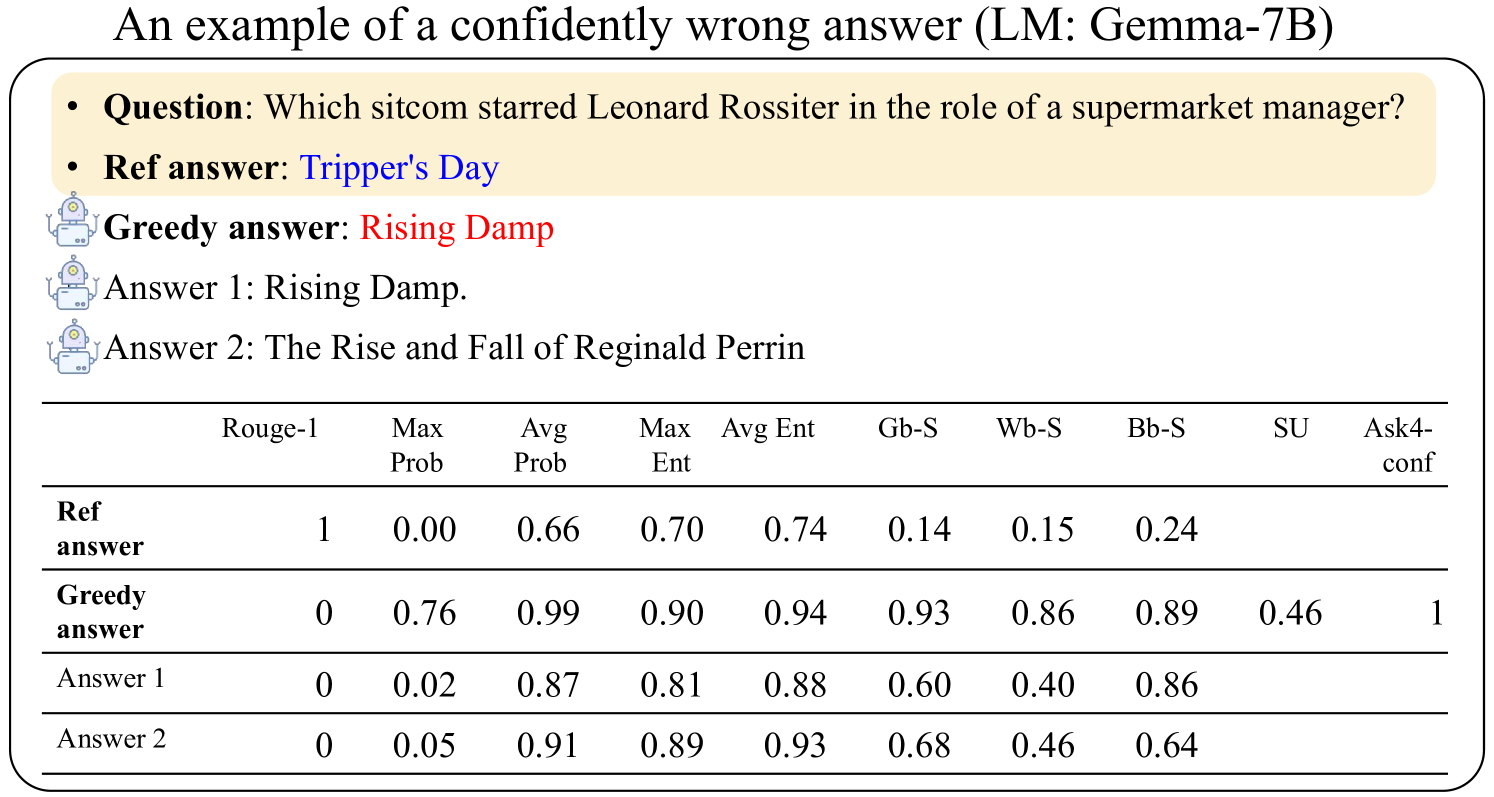 An example of a confidently wrong answer (LM: Gemma-7B)
• Question: Which sitcom starred Leonard Rossiter in the role of a supermarket manager?
• Ref answer: Tripper's Day
Greedy answer: Rising Damp
Answer 1: Rising Damp.
Answer 2: The Rise and Fall of Reginald Perrin
Rouge-1 Max Prob Avg Prob Max Ent Avg Ent Gb-S Wb-S Bb-S SU Ask4-conf
Ref answer 1 0.00 0.66 0.70 0.74 0.14 0.15 0.24
Greedy answer 0 0.76 0.99 0.90 0.94 0.93 0.86 0.89 0.46 1
Answer 1 0 0.02 0.87 0.81 0.88 0.60 0.40 0.86
Answer 2 0 0.05 0.91 0.89 0.93 0.68 0.46 0.64